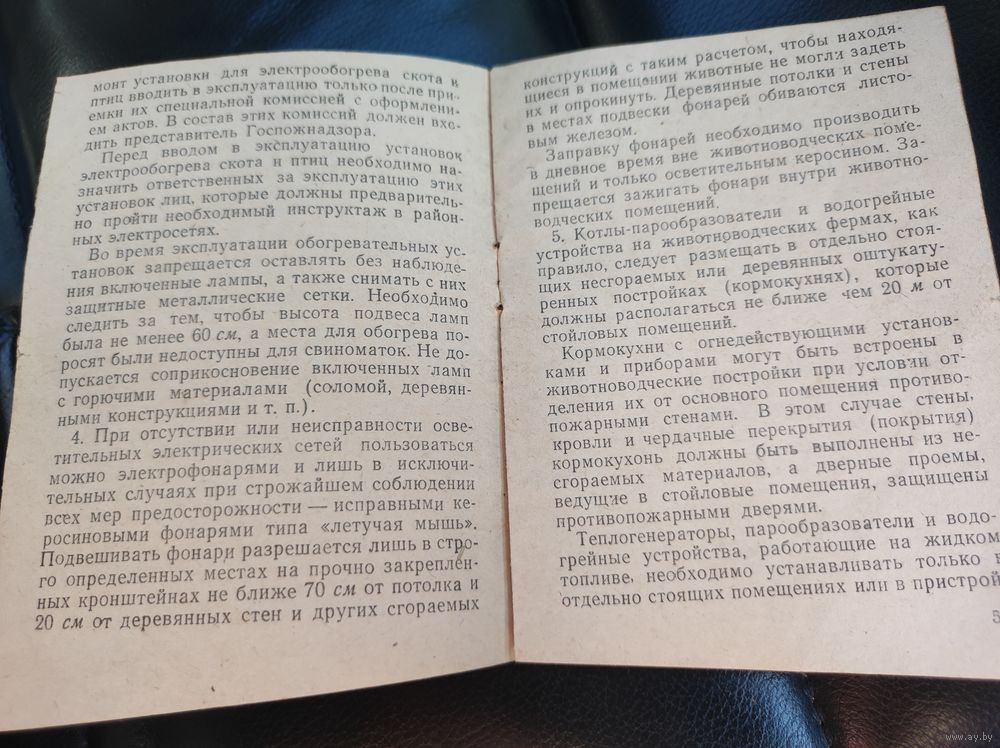 монт установки для электрообогрева скота и
птиц вводить в эксплуатацию только после при-
емки их специальной комиссией с оформлени-
ем актов. В состав этих комиссий должен вхо-
дить представитель Госпожнадзора.
Перед вводом в эксплуатацию установок
электрообогрева скота и птиц необходимо на-
значить ответственных за эксплуатацию этих
установок лиц, которые должны предваритель-
но пройти необходимый инструктаж в район-
ных электросетях.
Во время эксплуатации обогревательных ус-
тановок запрещается оставлять без наблюде-
ния включенные лампы, а также снимать с них
защитные металлические сетки. Необходимо
следить за тем, чтобы высота подвеса ламп
была не менее 60 см, а места для обогрева по-
росят были недоступны для свиноматок. Не до-
пускается соприкосновение включенных ламп
с горючими материалами (соломой, деревян-
ными конструкциями и т. п.).
4. При отсутствии или неисправности осве-
тительных электрических сетей пользоваться
можно электрофонарями и лишь в исключи-
тельных случаях при строжайшем соблюдении
всех мер предосторожности — исправными ке-
росиновыми фонарями типа «летучая мышь».
Подвешивать фонари разрешается лишь в стро-
го определенных местах на прочно закреплен-
ных кронштейнах не ближе 70 см от потолка и
20 см от деревянных стен и других сгораемых
конструкций с таким расчетом, чтобы находя-
щиеся в помещении животные не могли задеть
их и опрокинуть. Деревянные потолки и стены
в местах подвески фонарей обиваются листо-
вым железом.
Заправку фонарей необходимо производить
в дневное время вне животноводческих поме-
щений и только осветительным керосином. За-
прещается зажигать фонари внутри животно-
водческих помещений.
5. Котлы-парообразователи и водогрейные
устройства на животноводческих фермах, как
правило, следует размещать в отдельно стоя-
щих несгораемых или деревянных оштукату-
ренных постройках (кормокухнях), которые
должны располагаться не ближе чем 20 м от
стойловых помещений.
Кормокухни с огнедействующими установ-
ками и приборами могут быть встроены в
животноводческие постройки при условии от-
деления их от основного помещения противо-
пожарными стенами. В этом случае стены,
кровли и чердачные перекрытия (покрытия)
кормокухонь должны быть выполнены из не-
сгораемых материалов, а дверные проемы,
ведущие в стойловые помещения, защищены
противопожарными дверями.
Теплогенераторы, парообразователи и водо-
грейные устройства, работающие на жидком
топливе, необходимо устанавливать только в
отдельно стоящих помещениях или в пристрой
5
www.ay.by